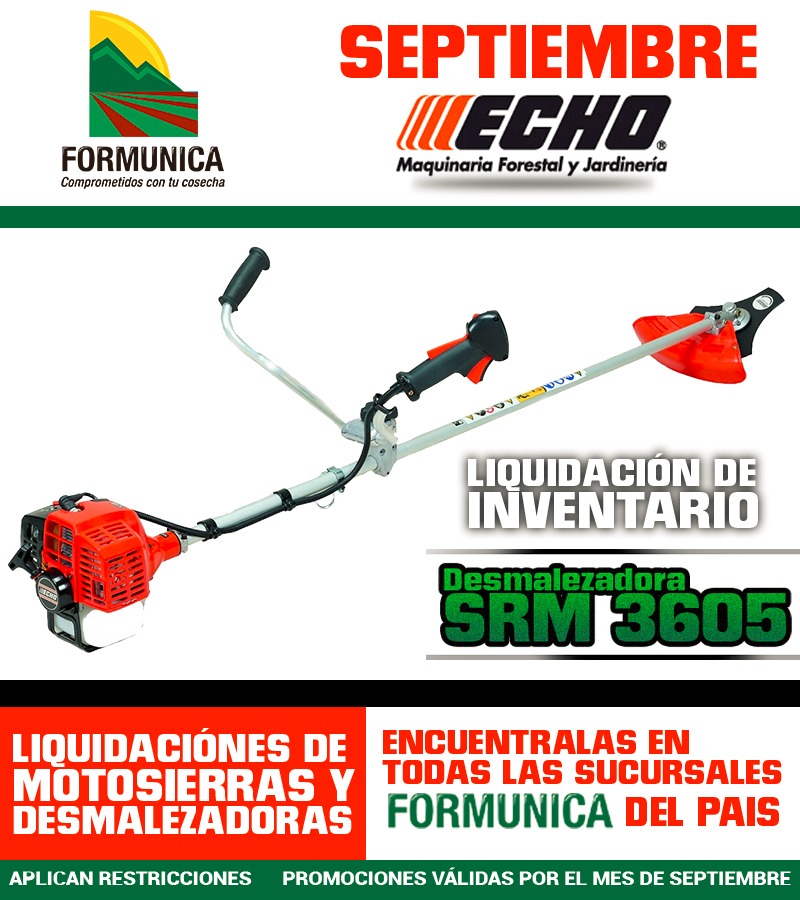 SEPTIEMBRE
FORMUNICA
Comprometidos con tu cosecha
ECHO®
Maquinaria Forestal y Jardinería
ECHO
LIQUIDACIÓN DE
INVENTARIO
Desmalezadora
SRM 3605
LIQUIDACIÓNES DE
MOTOSIERRAS Y
DESMALEZADORAS
ENCUENTRALAS EN
TODAS LAS SUCURSALES
FORMUNICA DEL PAIS
APLICAN RESTRICCIONES
PROMOCIONES VÁLIDAS POR EL MES DE SEPTIEMBRE